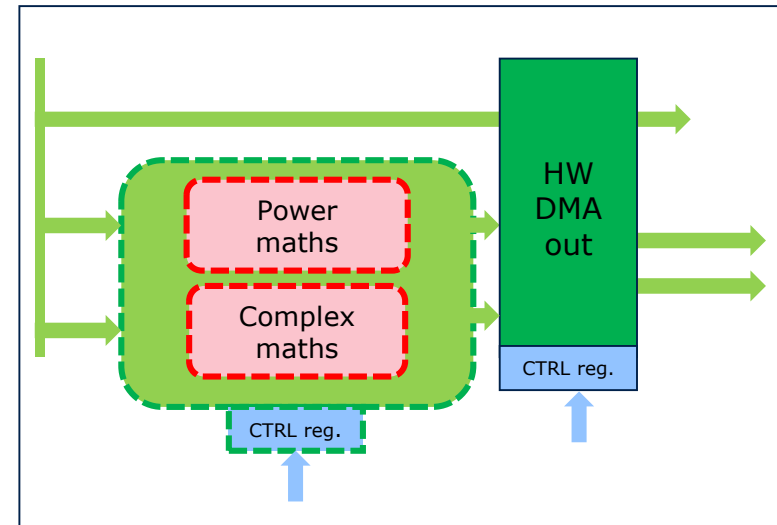 Power
maths
Complex
maths
CTRL reg.
HW
DMA
out
CTRL reg.